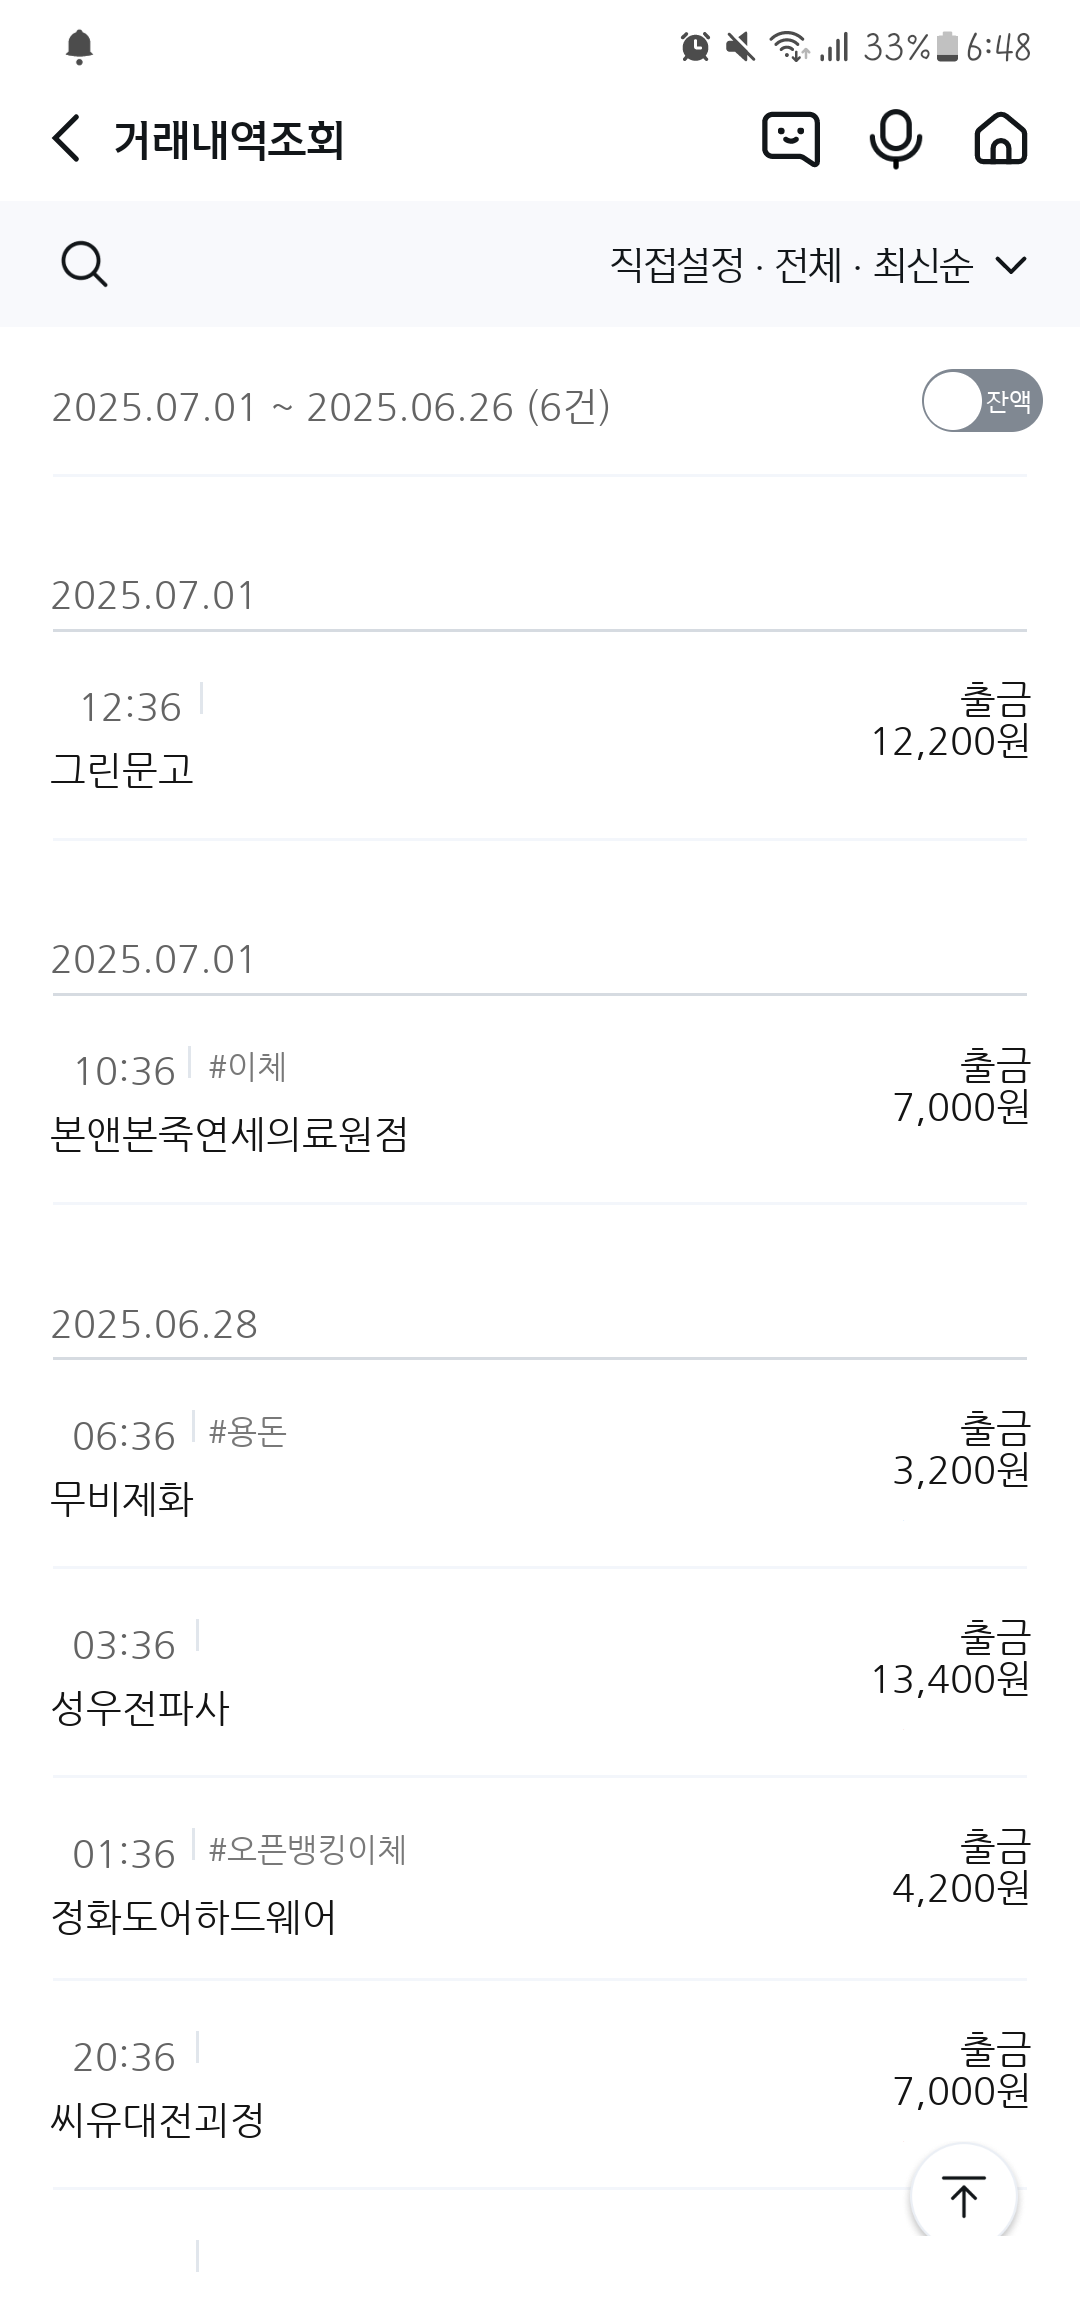 33% 6:48
거래내역조회
직접설정 · 전체 · 최신순
2025.07.01 ~ 2025.06.26 (6건)
잔액
2025.07.01
12:36
출금
12,200원
그린문고
2025.07.01
10:36 #이체
출금
7,000원
본앤본죽연세의료원점
2025.06.28
06:36 #용돈
출금
3,200원
무비제화
03:36
출금
13,400원
성우전파사
01:36 #오픈뱅킹이체
출금
4,200원
정화도어하드웨어
20:36
출금
7,000원
씨유대전괴정